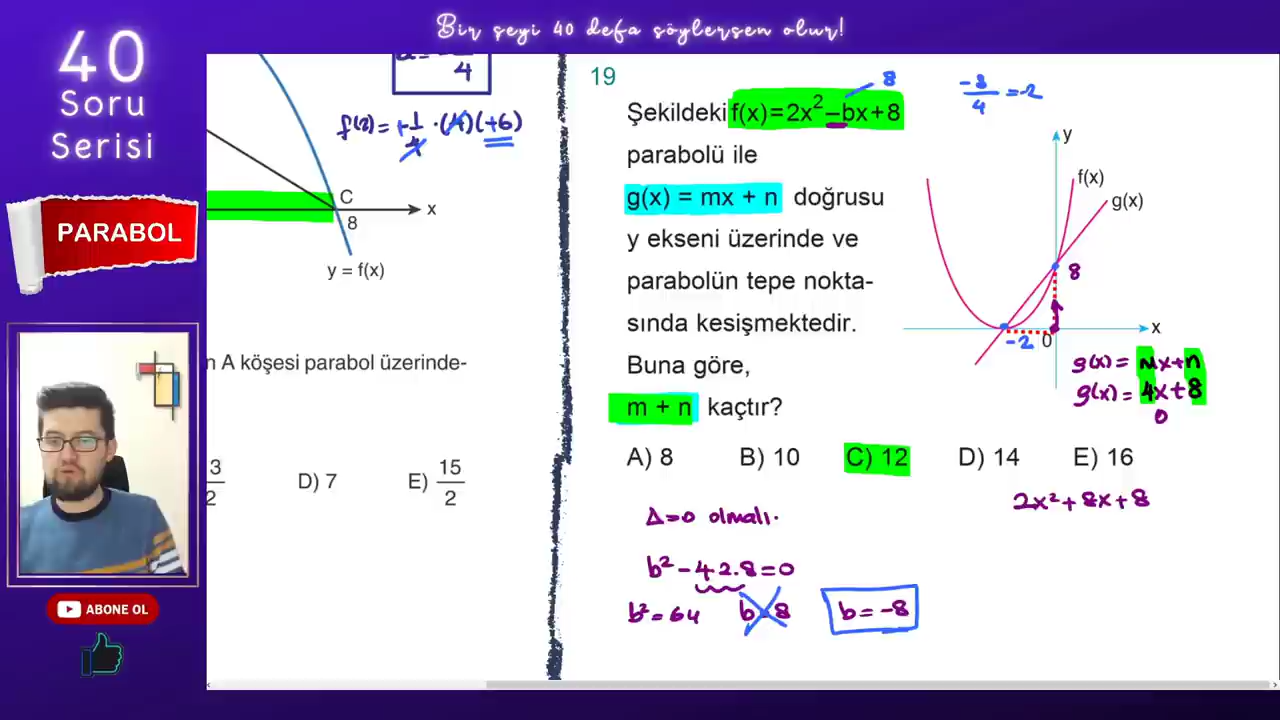 Bir şeyi 40 defa söylersen olur!
40
Soru
Serisi
PARABOL
ABONE OL
4
f(2) = +1/4 · (4)(+6)
C
8
x
y = f(x)
n A köşesi parabol üzerinde-
3/2
D) 7
E) 15/2
19
Şekildeki f(x) = 2x² – bx + 8
8
parabolü ile
g(x) = mx + n doğrusu
y ekseni üzerinde ve
parabolün tepe nokta-
sında kesişmektedir.
Buna göre,
m + n kaçtır?
A) 8 B) 10 C) 12 D) 14 E) 16
-8/4 = -2
y
f(x)
g(x)
8
x
-2
0
g(x) = mx + n
g(x) = 4x + 8
0
2x² + 8x + 8
Δ=0 olmalı.
b² - 4.2.8 = 0
b² = 64 b = 8 b = -8